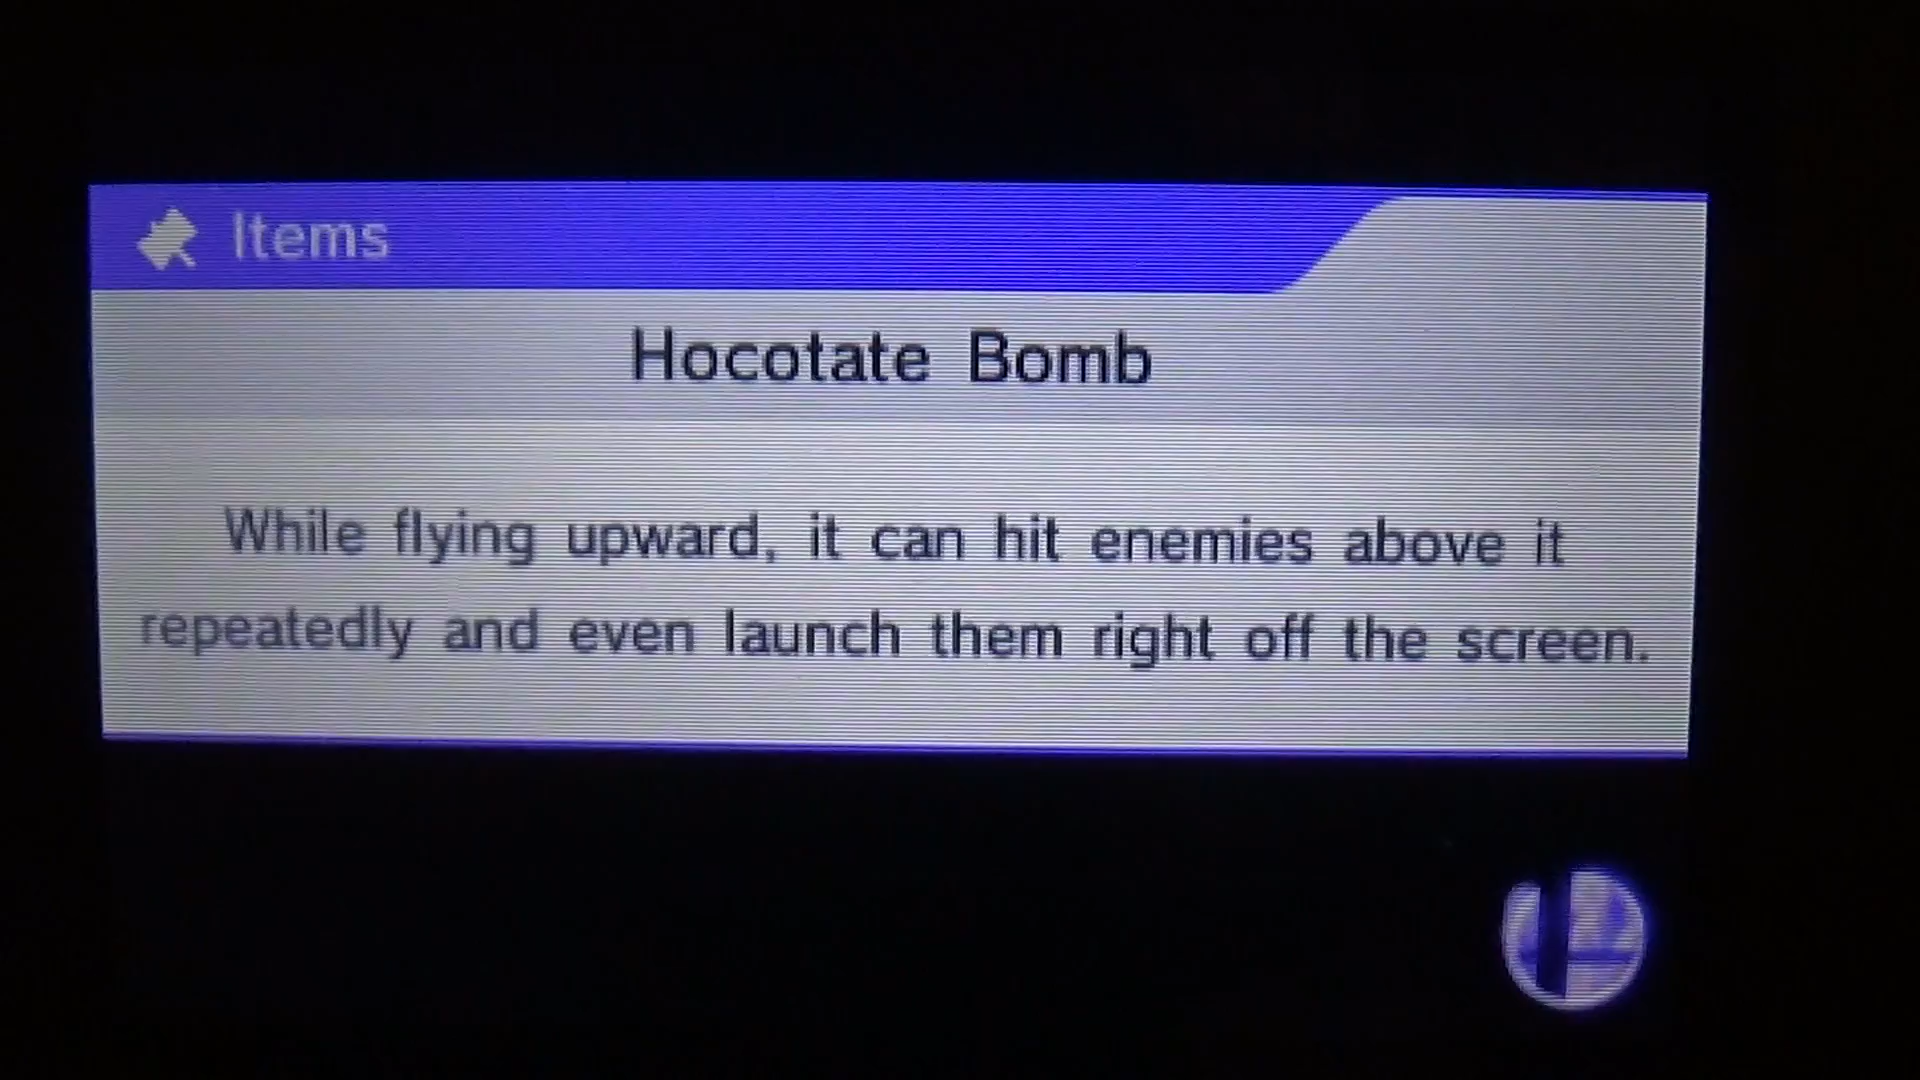 Items
Hocotate Bomb
While flying upward, it can hit enemies above it
repeatedly and even launch them right off the screen.